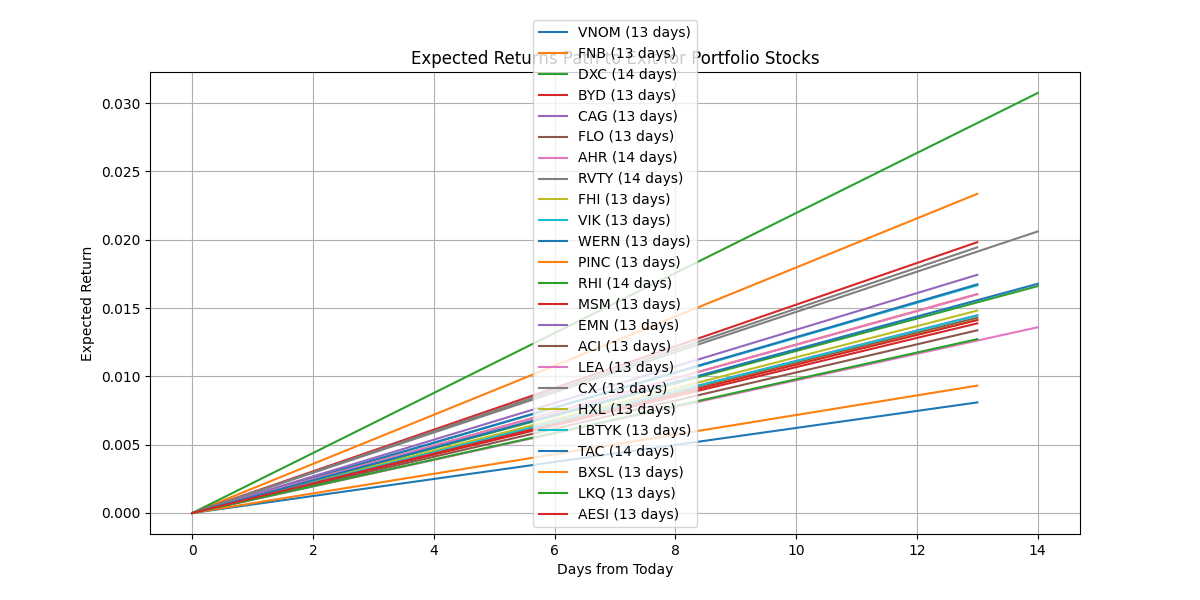 Expected Returns Path to Exit for Portfolio Stocks
VNOM (13 days)
FNB (13 days)
DXC (14 days)
BYD (13 days)
CAG (13 days)
FLO (13 days)
AHR (14 days)
RVTY (14 days)
FHI (13 days)
VIK (13 days)
WERN (13 days)
PINC (13 days)
RHI (14 days)
MSM (13 days)
EMN (13 days)
ACI (13 days)
LEA (13 days)
CX (13 days)
HXL (13 days)
LBTYK (13 days)
TAC (14 days)
BXSL (13 days)
LKQ (13 days)
AESI (13 days)
Expected Return
0.030
0.025
0.020
0.015
0.010
0.005
0.000
0 2 4 6 8 10 12 14
Days from Today